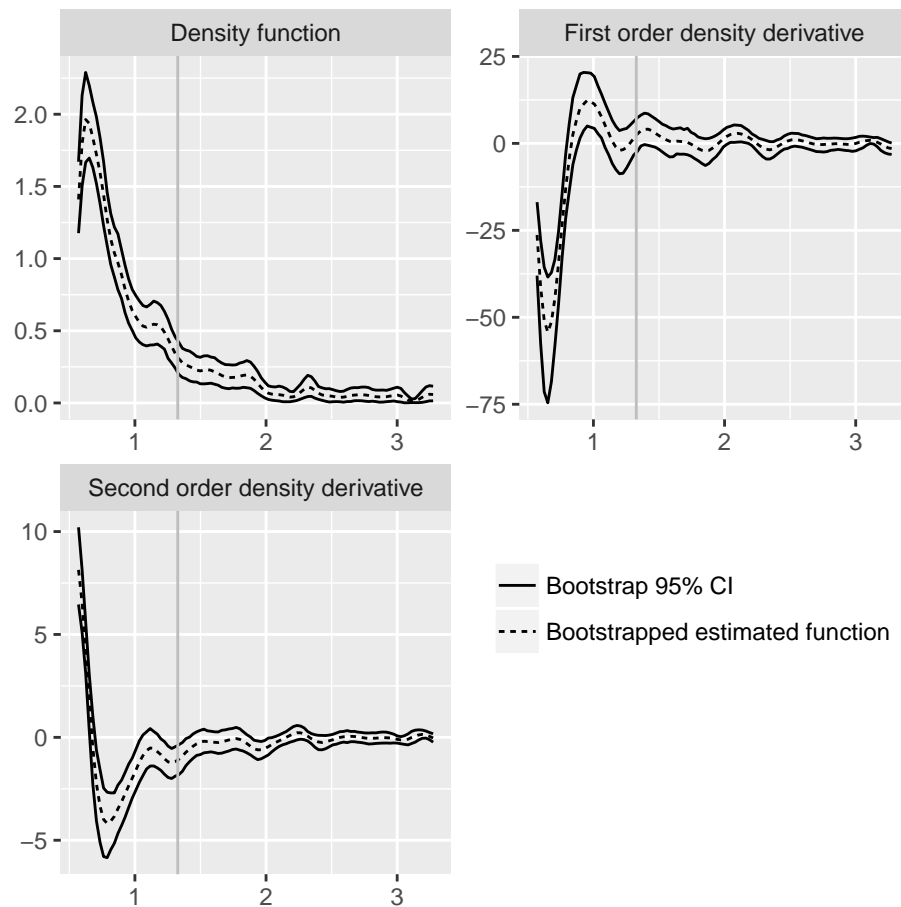 Density function
2.0
1.5
1.0
0.5
0.0
1 2 3
First order density derivative
25
0
−25
−50
−75
1 2 3
Second order density derivative
10
5
0
−5
1 2 3
Bootstrap 95% CI
Bootstrapped estimated function